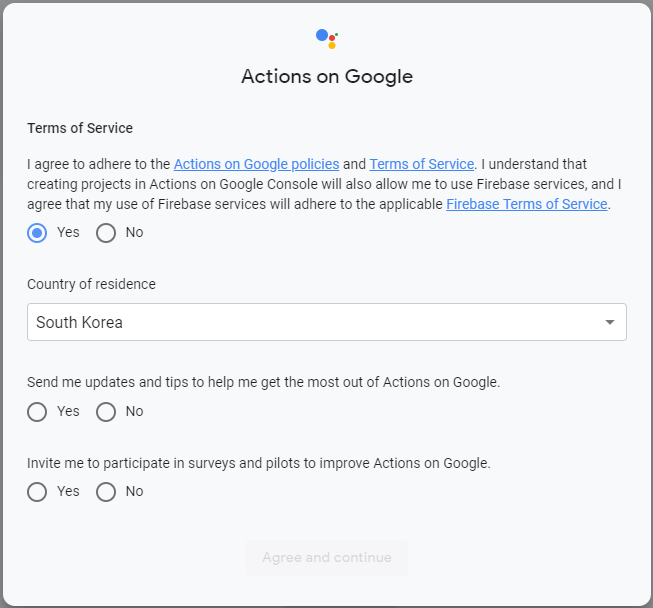 Actions on Google
Terms of Service
I agree to adhere to the Actions on Google policies and Terms of Service. I understand that
creating projects in Actions on Google Console will also allow me to use Firebase services, and I
agree that my use of Firebase services will adhere to the applicable Firebase Terms of Service.
Yes No
Country of residence
South Korea
Send me updates and tips to help me get the most out of Actions on Google.
Yes No
Invite me to participate in surveys and pilots to improve Actions on Google.
Yes No
Agree and continue